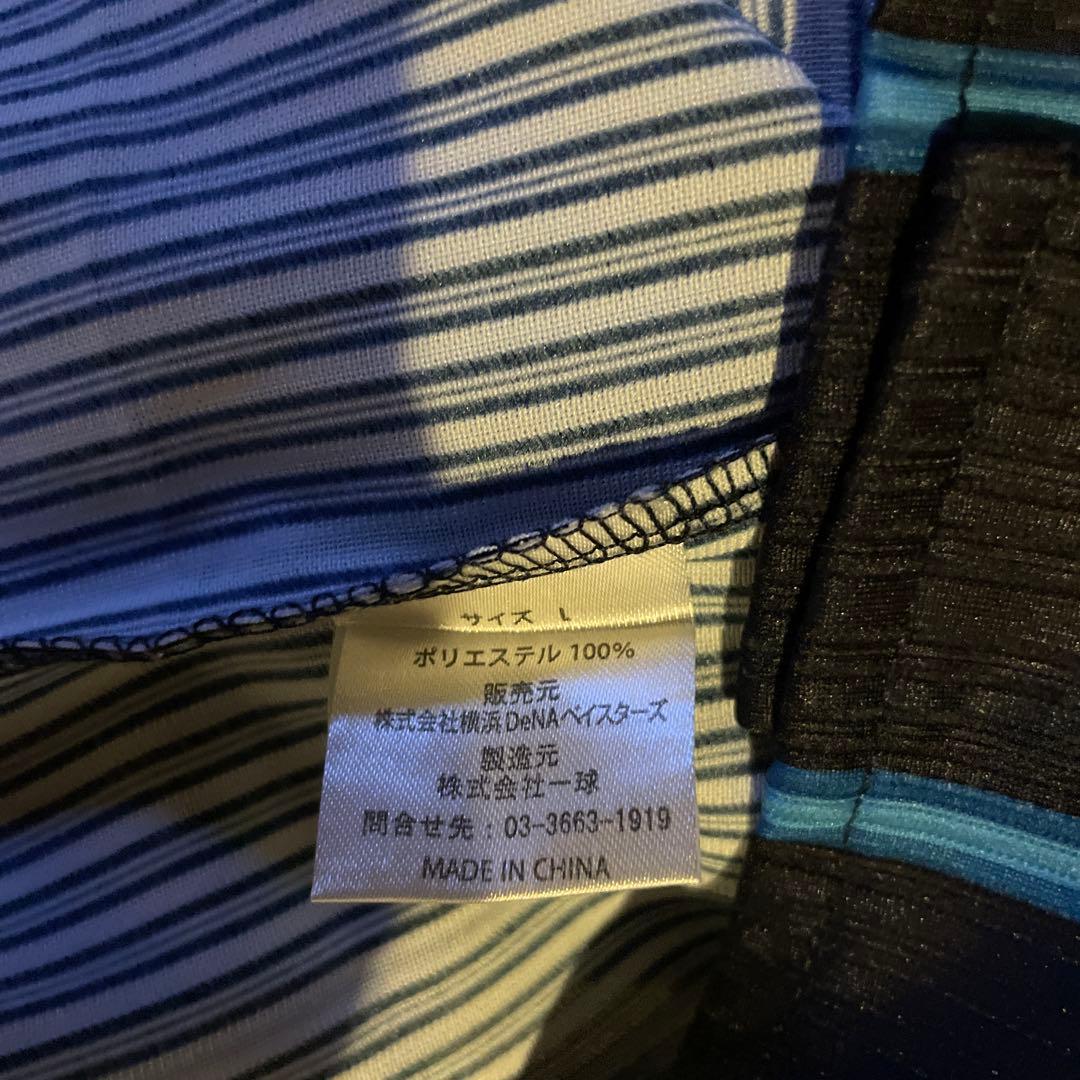 サイズ L
ポリエステル 100%
販売元
株式会社横浜DeNAベイスターズ
製造元
株式会社一球
問合せ先 : 03-3663-1919
MADE IN CHINA